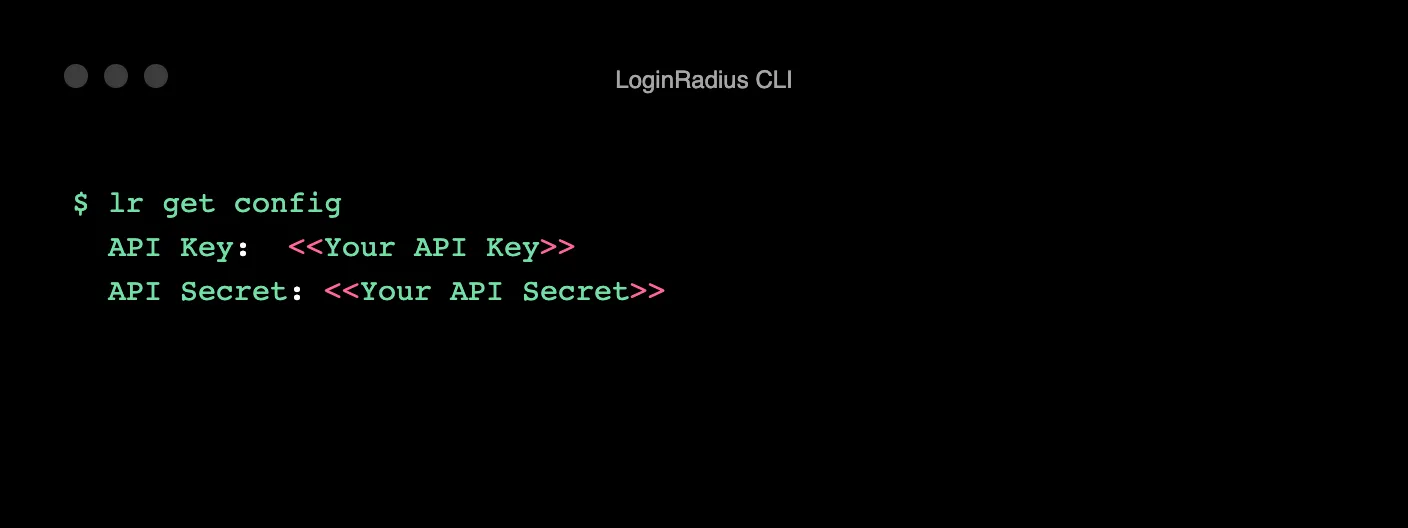 LoginRadius CLI
$ lr get config
API Key:  <<Your API Key>>
API Secret: <<Your API Secret>>